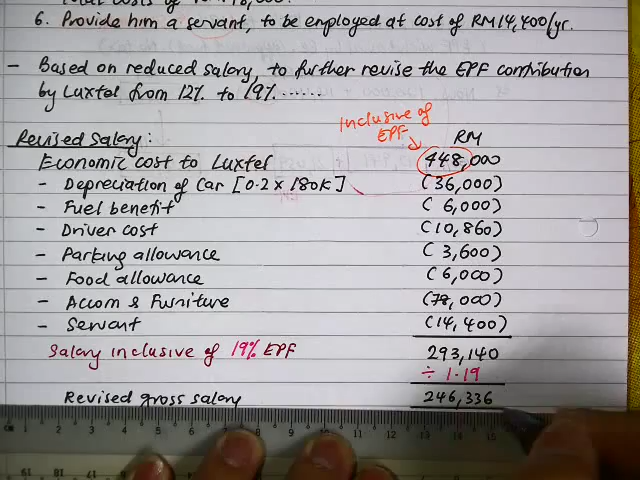 6. Provide him a servant, to be employed at cost of RM14,400/yr.
- Based on reduced salary, to further revise the EPF contribution
by Luxtel from 12% to 19%......
Inclusive of
EPF
Revised Salary:
RM
Economic cost to Luxtel 448,000
- Depreciation of Car [0.2 x 180K] (36,000)
- Fuel benefit (6,000)
- Driver cost (10,860)
- Parking allowance (3,600)
- Food allowance (6,000)
- Accom & Furniture (78,000)
- Servant (14,400)
Salary inclusive of 19% EPF 293,140
÷ 1.19
Revised gross salary 246,336